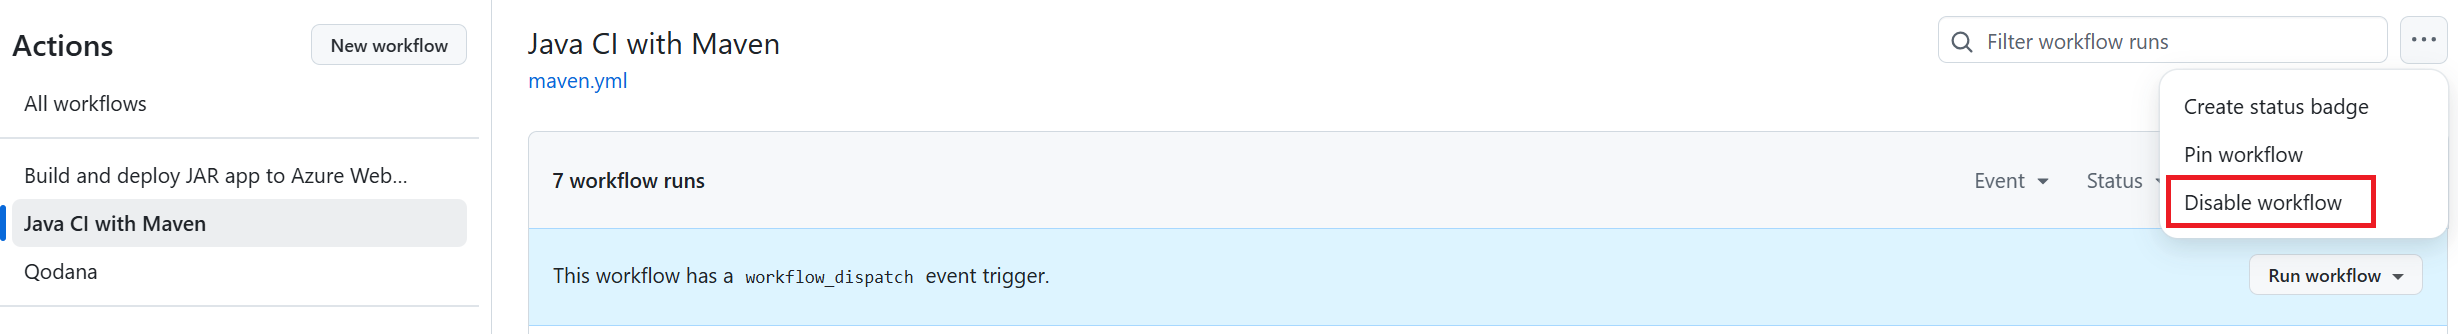 Actions
New workflow
All workflows
Build and deploy JAR app to Azure Web...
Java CI with Maven
Qodana
Java CI with Maven
maven.yml
Filter workflow runs
Create status badge
Pin workflow
Disable workflow
7 workflow runs
Event
Status
This workflow has a workflow_dispatch event trigger.
Run workflow